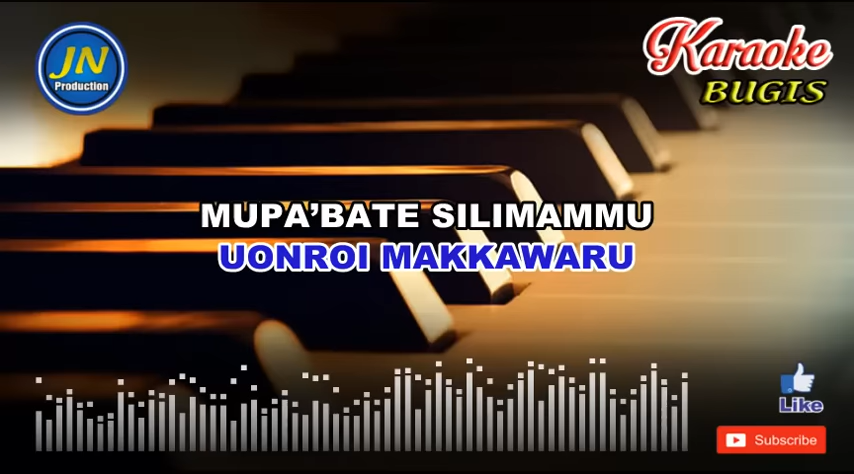 JN
Production
Karaoke
BUGIS
MUPA’BATE SILIMAMMU
UONROI MAKKAWARU
Like
Subscribe